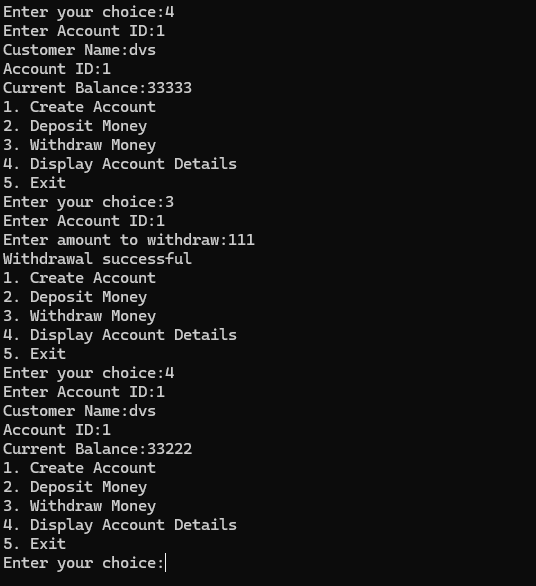 Enter your choice:4
Enter Account ID:1
Customer Name:dvs
Account ID:1
Current Balance:33333
1. Create Account
2. Deposit Money
3. Withdraw Money
4. Display Account Details
5. Exit
Enter your choice:3
Enter Account ID:1
Enter amount to withdraw:111
Withdrawal successful
1. Create Account
2. Deposit Money
3. Withdraw Money
4. Display Account Details
5. Exit
Enter your choice:4
Enter Account ID:1
Customer Name:dvs
Account ID:1
Current Balance:33222
1. Create Account
2. Deposit Money
3. Withdraw Money
4. Display Account Details
5. Exit
Enter your choice: